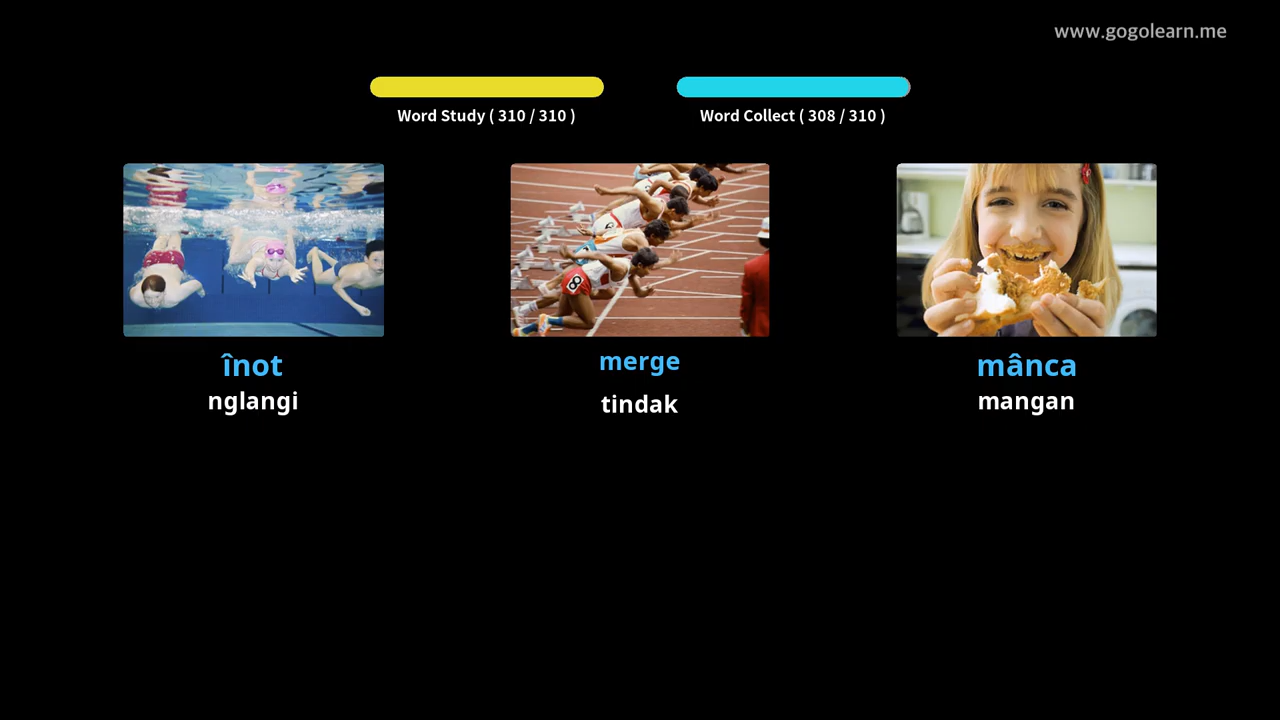 www.gogolearn.me
Word Study ( 310 / 310 )
Word Collect ( 308 / 310 )
înot
nglangi
merge
tindak
mânca
mangan